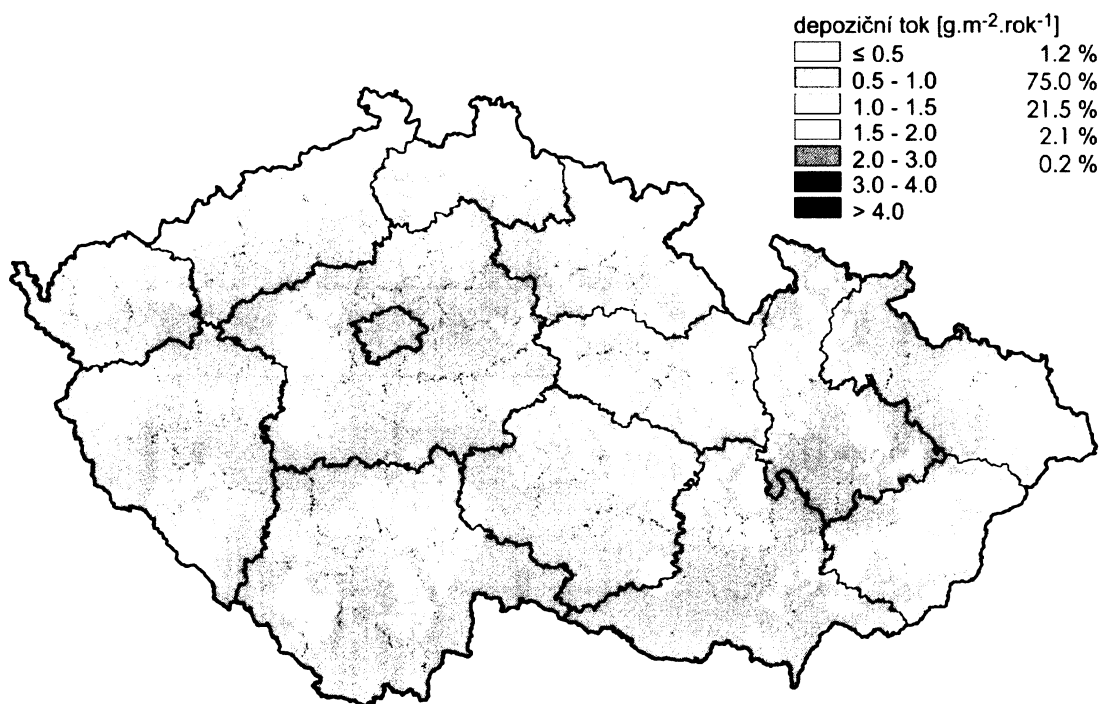 depoziční tok [g.m⁻².rok⁻¹]
≤ 0.5 1.2 %
0.5 - 1.0 75.0 %
1.0 - 1.5 21.5 %
1.5 - 2.0 2.1 %
2.0 - 3.0 0.2 %
3.0 - 4.0
> 4.0